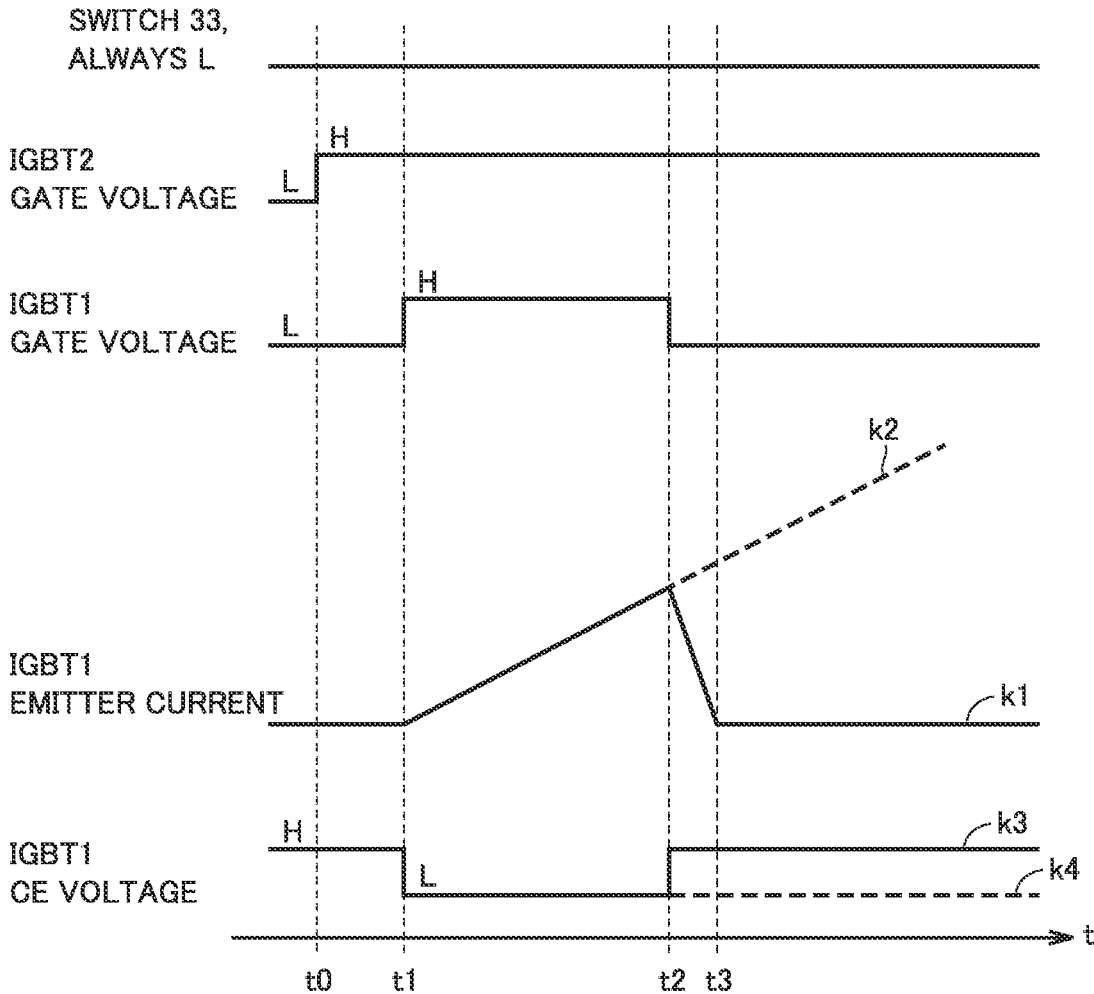 SWITCH 33,
ALWAYS L
H
IGBT2
L
GATE VOLTAGE
H
IGBT1
L
GATE VOLTAGE
k2
IGBT1
EMITTER CURRENT
k1
H
k3
IGBT1
L
k4
CE VOLTAGE
t
t0 t1 t2 t3